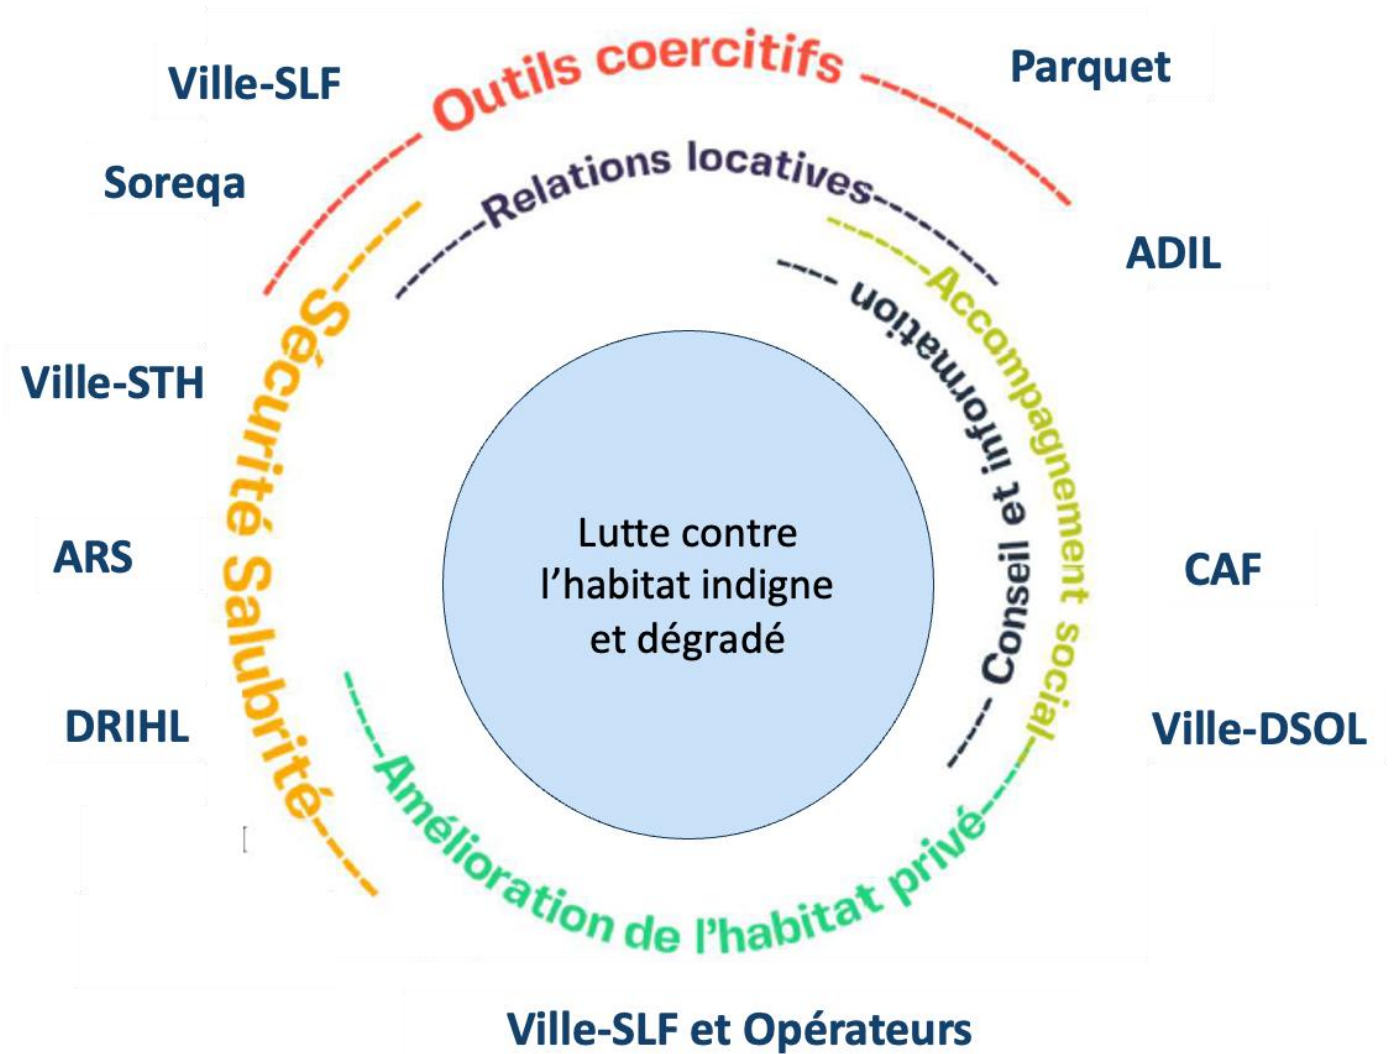 Outils coercitifs
Parquet
Ville-SLF
Relations locatives
Soreqa
ADIL
Accompagnement social
Conseil et information
Sécurité Salubrité
Ville-STH
Lutte contre
l’habitat indigne
et dégradé
ARS
CAF
DRIHL
Ville-DSOL
[
Amélioration de l’habitat privé
Ville-SLF et Opérateurs